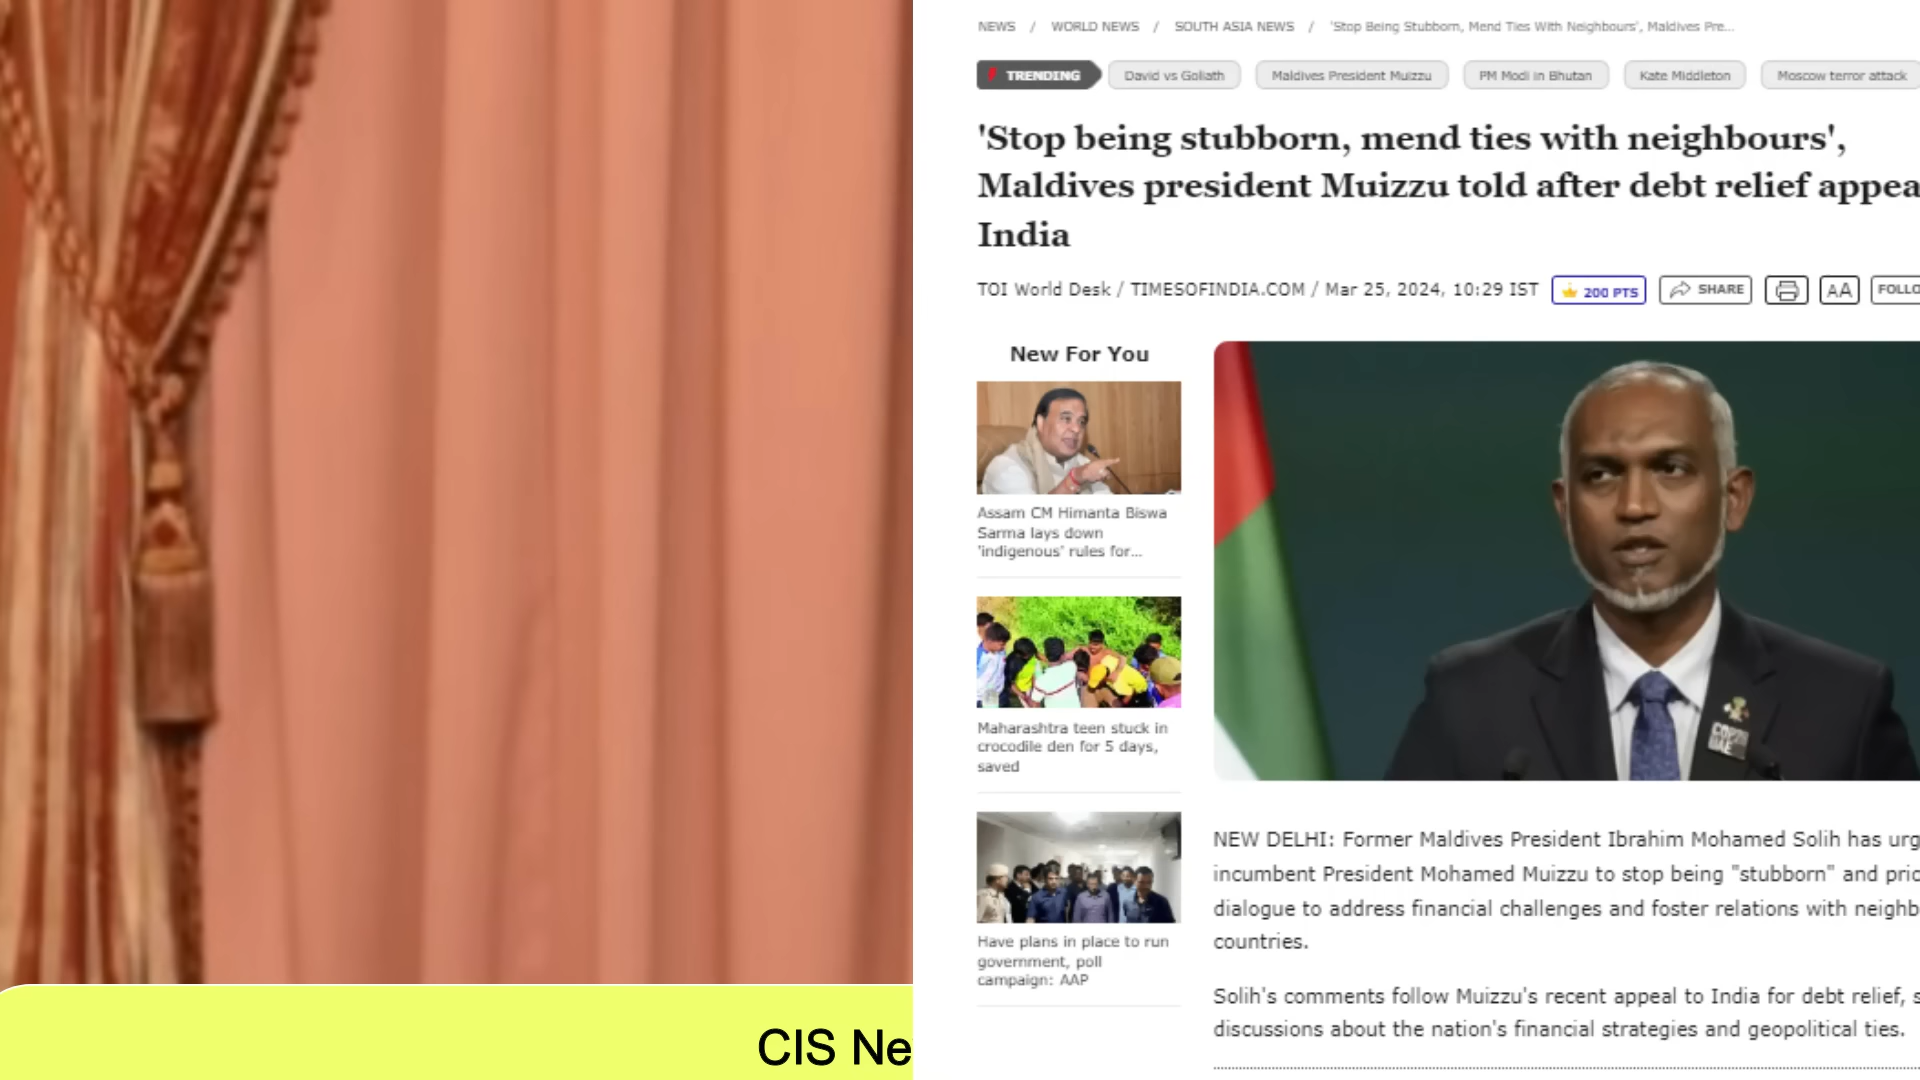 NEWS / WORLD NEWS / SOUTH ASIA NEWS / 'Stop Being Stubborn, Mend Ties With Neighbours', Maldives Pre...
TRENDING David vs Goliath Maldives President Muizzu PM Modi in Bhutan Kate Middleton Moscow terror attack
'Stop being stubborn, mend ties with neighbours',
Maldives president Muizzu told after debt relief appea
India
TOI World Desk / TIMESOFINDIA.COM / Mar 25, 2024, 10:29 IST 200 PTS SHARE AA FOLLO
New For You
Assam CM Himanta Biswa
Sarma lays down
'indigenous' rules for...
Maharashtra teen stuck in
crocodile den for 5 days,
saved
Have plans in place to run
government, poll
campaign: AAP
COP28
UAE
NEW DELHI: Former Maldives President Ibrahim Mohamed Solih has urg
incumbent President Mohamed Muizzu to stop being "stubborn" and pric
dialogue to address financial challenges and foster relations with neighb
countries.
Solih's comments follow Muizzu's recent appeal to India for debt relief, s
discussions about the nation's financial strategies and geopolitical ties.
CIS Ne